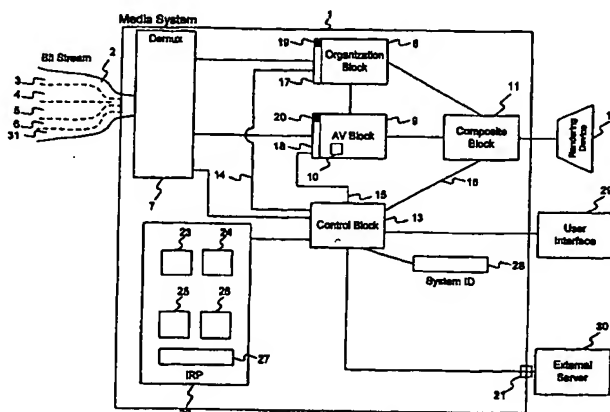 Media System
1
Demux
Bit Stream
2
3
4
5
6
31
7
19
Organization
Block
8
17
20
AV Block
9
18
10
11
Composite
Block
Rendering
Device
14
15
16
Control Block
13
29
User
Interface
23
24
25
26
27
IRP
System ID
28
30
External
Server
21